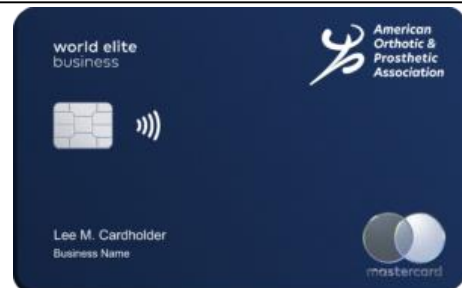 world elite
business
American
Orthotic &
Prosthetic
Association
Lee M. Cardholder
Business Name
mastercard